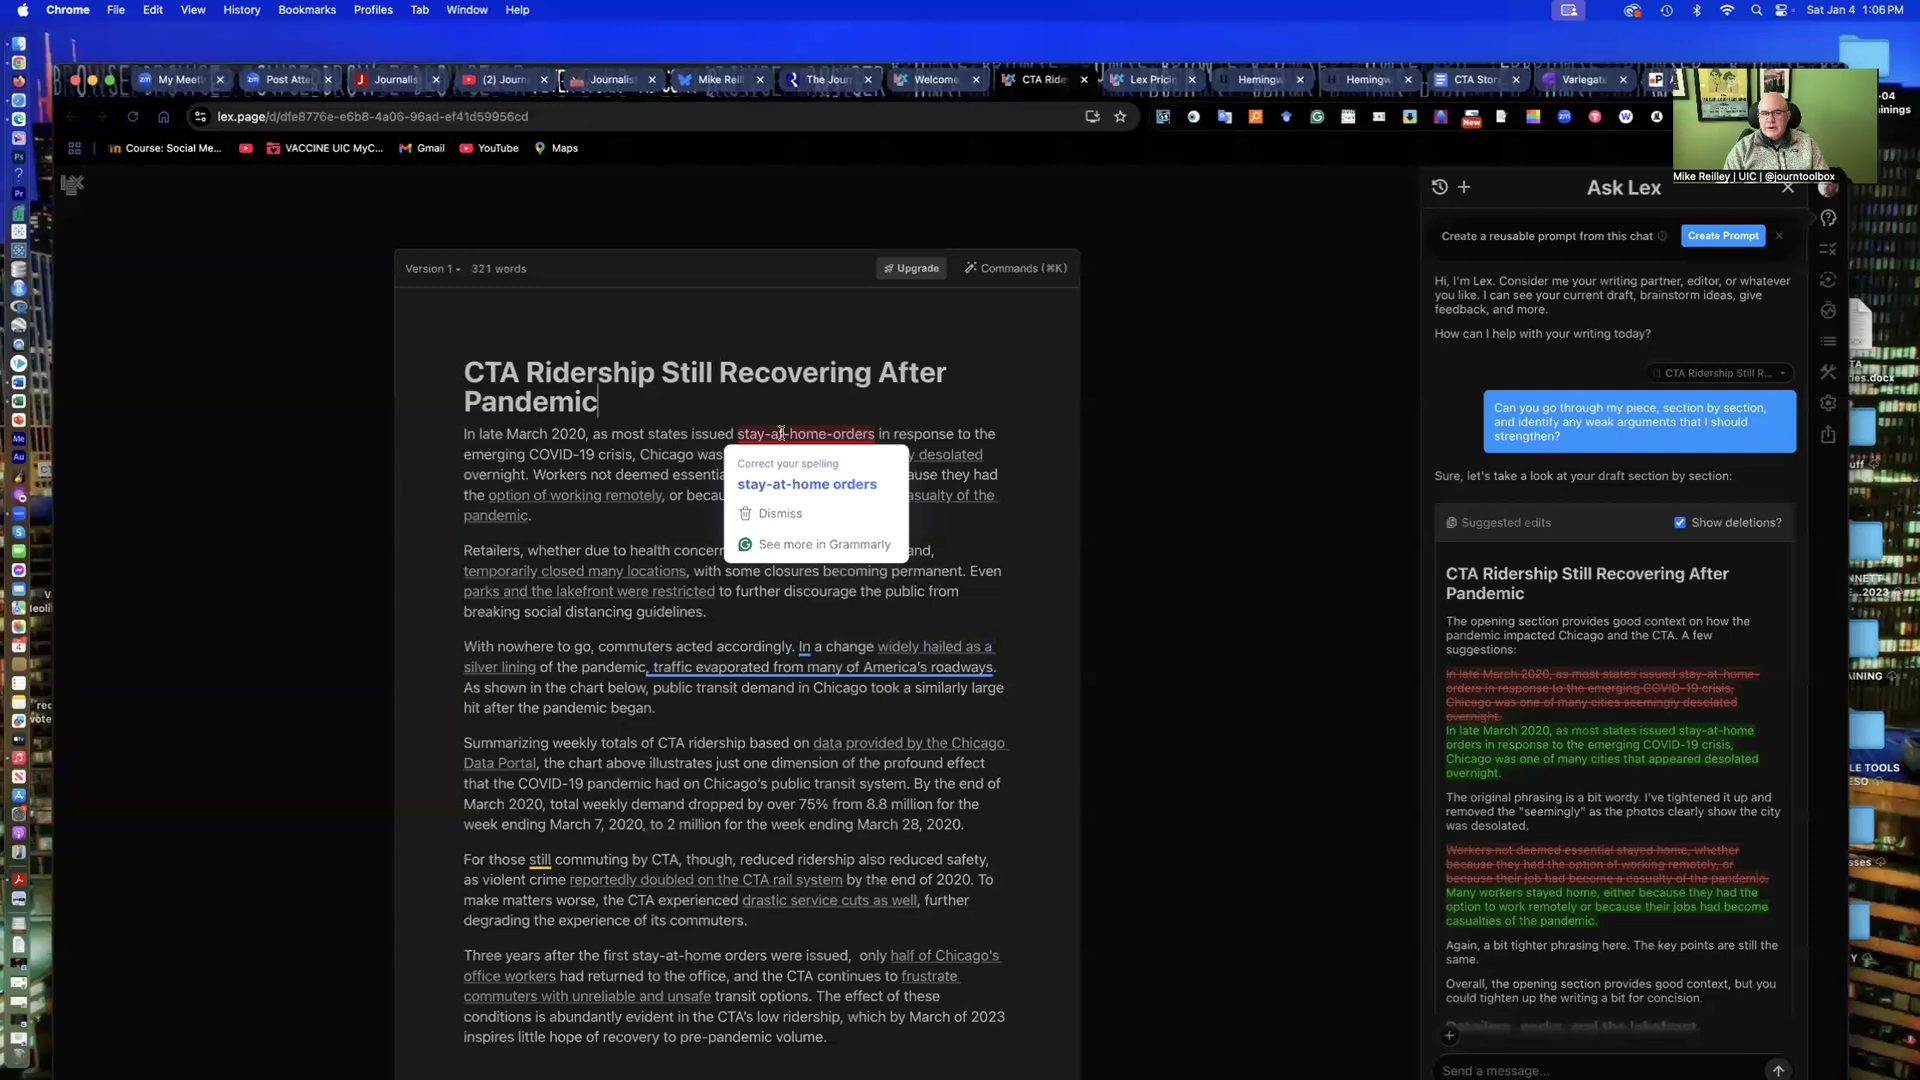 Chrome File Edit View History Bookmarks Profiles Tab Window Help
Sat Jan 4 1:06 PM
My Meeti
Post Atte
Journalis
(2) Journ
Journalist
Mike Reill
The Jour
Welcome
CTA Ride
Lex Pricing
Hemingw
Hemingw
CTA Stor
Variegate
lex.page/d/dfe8776e-e6b8-4a06-96ad-ef41d59956cd
New
Course: Social Me...
VACCINE UIC MyC...
Gmail
YouTube
Maps
Mike Reilley | UIC | @journtoolbox
Version 1
321 words
Upgrade
Commands (⌘K)
CTA Ridership Still Recovering After
Pandemic
In late March 2020, as most states issued stay-at-home-orders in response to the
emerging COVID-19 crisis, Chicago was y desolated
overnight. Workers not deemed essentia ause they had
the option of working remotely, or becau asualty of the
pandemic.
Retailers, whether due to health concern and,
temporarily closed many locations, with some closures becoming permanent. Even
parks and the lakefront were restricted to further discourage the public from
breaking social distancing guidelines.
With nowhere to go, commuters acted accordingly. In a change widely hailed as a
silver lining of the pandemic, traffic evaporated from many of America's roadways.
As shown in the chart below, public transit demand in Chicago took a similarly large
hit after the pandemic began.
Summarizing weekly totals of CTA ridership based on data provided by the Chicago
Data Portal, the chart above illustrates just one dimension of the profound effect
that the COVID-19 pandemic had on Chicago's public transit system. By the end of
March 2020, total weekly demand dropped by over 75% from 8.8 million for the
week ending March 7, 2020, to 2 million for the week ending March 28, 2020.
For those still commuting by CTA, though, reduced ridership also reduced safety,
as violent crime reportedly doubled on the CTA rail system by the end of 2020. To
make matters worse, the CTA experienced drastic service cuts as well, further
degrading the experience of its commuters.
Three years after the first stay-at-home orders were issued, only half of Chicago's
office workers had returned to the office, and the CTA continues to frustrate
commuters with unreliable and unsafe transit options. The effect of these
conditions is abundantly evident in the CTA's low ridership, which by March of 2023
inspires little hope of recovery to pre-pandemic volume.
Correct your spelling
stay-at-home orders
Dismiss
See more in Grammarly
Ask Lex
Create a reusable prompt from this chat
Create Prompt
Hi, I'm Lex. Consider me your writing partner, editor, or whatever
you like. I can see your current draft, brainstorm ideas, give
feedback, and more.
How can I help with your writing today?
CTA Ridership Still R...
Can you go through my piece, section by section,
and identify any weak arguments that I should
strengthen?
Sure, let's take a look at your draft section by section:
Suggested edits
Show deletions?
CTA Ridership Still Recovering After
Pandemic
The opening section provides good context on how the
pandemic impacted Chicago and the CTA. A few
suggestions:
In late March 2020, as most states issued stay-at-home-
orders in response to the emerging COVID-19 crisis,
Chicago was one of many cities seemingly desolated
overnight.
In late March 2020, as most states issued stay-at-home
orders in response to the emerging COVID-19 crisis,
Chicago was one of many cities that appeared desolated
overnight.
The original phrasing is a bit wordy. I've tightened it up and
removed the "seemingly" as the photos clearly show the city
was desolated.
Workers not deemed essential stayed home, whether
because they had the option of working remotely, or
because their job had become a casualty of the pandemic.
Many workers stayed home, either because they had the
option to work remotely or because their jobs had become
casualties of the pandemic.
Again, a bit tighter phrasing here. The key points are still the
same.
Overall, the opening section provides good context, but you
could tighten up the writing a bit for concision.
Retailers, parks, and the lakefront
Send a message...